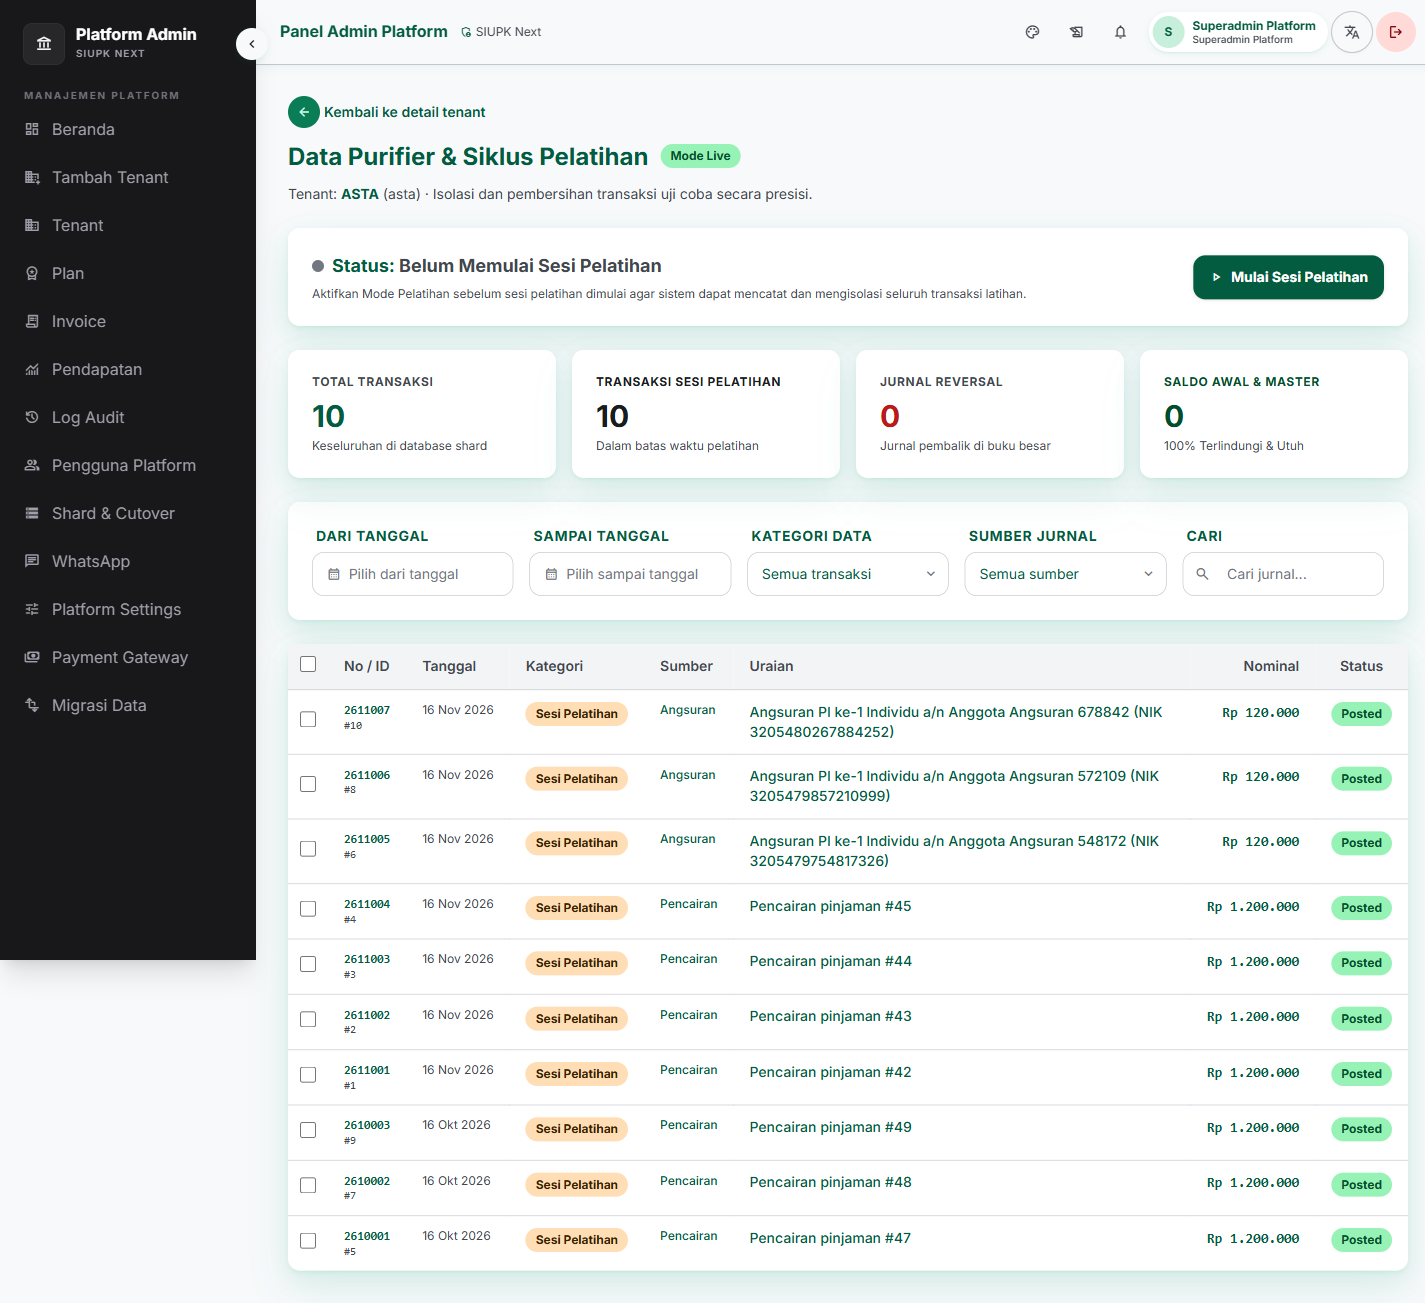 Platform Admin
SIUPK NEXT
MANAJEMEN PLATFORM
Beranda
Tambah Tenant
Tenant
Plan
Invoice
Pendapatan
Log Audit
Pengguna Platform
Shard & Cutover
WhatsApp
Platform Settings
Payment Gateway
Migrasi Data
Panel Admin Platform
SIUPK Next
S
Superadmin Platform
Superadmin Platform
Kembali ke detail tenant
Data Purifier & Siklus Pelatihan
Mode Live
Tenant: ASTA (asta) · Isolasi dan pembersihan transaksi uji coba secara presisi.
Status: Belum Memulai Sesi Pelatihan
Aktifkan Mode Pelatihan sebelum sesi pelatihan dimulai agar sistem dapat mencatat dan mengisolasi seluruh transaksi latihan.
Mulai Sesi Pelatihan
TOTAL TRANSAKSI
10
Keseluruhan di database shard
TRANSAKSI SESI PELATIHAN
10
Dalam batas waktu pelatihan
JURNAL REVERSAL
0
Jurnal pembalik di buku besar
SALDO AWAL & MASTER
0
100% Terlindungi & Utuh
DARI TANGGAL
Pilih dari tanggal
SAMPAI TANGGAL
Pilih sampai tanggal
KATEGORI DATA
Semua transaksi
SUMBER JURNAL
Semua sumber
CARI
Cari jurnal...
No / ID Tanggal Kategori Sumber Uraian Nominal Status
2611007 16 Nov 2026 Sesi Pelatihan Angsuran Angsuran PI ke-1 Individu a/n Anggota Angsuran 678842 (NIK Rp 120.000 Posted
#10 3205480267884252)
2611006 16 Nov 2026 Sesi Pelatihan Angsuran Angsuran PI ke-1 Individu a/n Anggota Angsuran 572109 (NIK Rp 120.000 Posted
#8 3205479857210999)
2611005 16 Nov 2026 Sesi Pelatihan Angsuran Angsuran PI ke-1 Individu a/n Anggota Angsuran 548172 (NIK Rp 120.000 Posted
#6 3205479754817326)
2611004 16 Nov 2026 Sesi Pelatihan Pencairan Pencairan pinjaman #45 Rp 1.200.000 Posted
#4
2611003 16 Nov 2026 Sesi Pelatihan Pencairan Pencairan pinjaman #44 Rp 1.200.000 Posted
#3
2611002 16 Nov 2026 Sesi Pelatihan Pencairan Pencairan pinjaman #43 Rp 1.200.000 Posted
#2
2611001 16 Nov 2026 Sesi Pelatihan Pencairan Pencairan pinjaman #42 Rp 1.200.000 Posted
#1
2610003 16 Okt 2026 Sesi Pelatihan Pencairan Pencairan pinjaman #49 Rp 1.200.000 Posted
#9
2610002 16 Okt 2026 Sesi Pelatihan Pencairan Pencairan pinjaman #48 Rp 1.200.000 Posted
#7
2610001 16 Okt 2026 Sesi Pelatihan Pencairan Pencairan pinjaman #47 Rp 1.200.000 Posted
#5